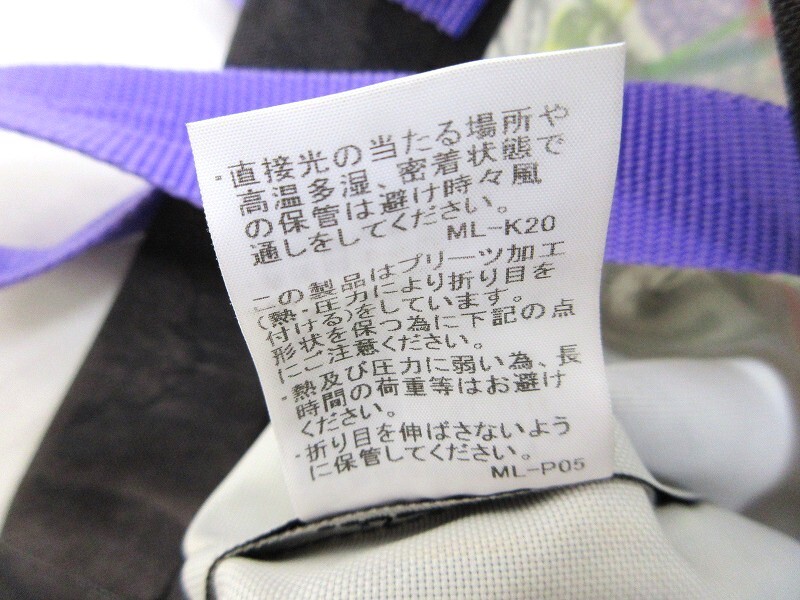 ・直接光の当たる場所や
高温多湿、密着状態で
の保管は避け時々風
通しをしてください。
ML-K20
この製品はプリーツ加工
(熱・圧力により折り目を
付ける)をしています。
形状を保つ為に下記の点
にご注意ください。
・熱及び圧力に弱い為、長
時間の荷重等はお避け
ください。
・折り目を伸ばさないよう
に保管してください。
ML-P05